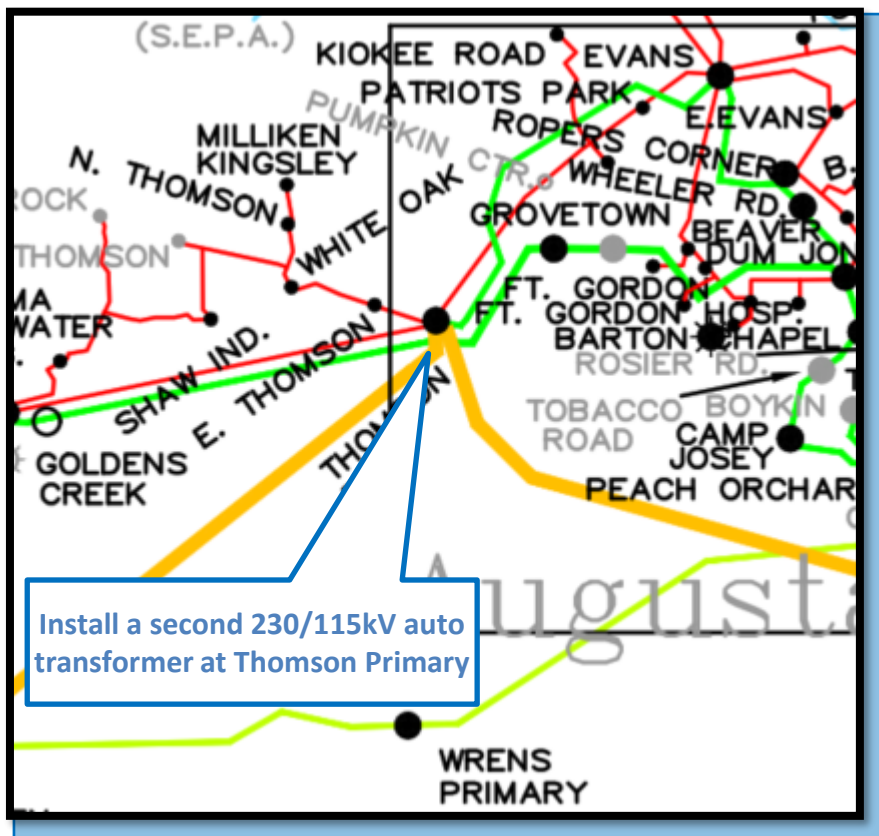 (S.E.P.A.)
KIOKEE ROAD
EVANS
PATRIOTS PARK
PUMPKIN CTR.
ROPERS CORNER
E.EVANS
MILLIKEN
KINGSLEY
N. THOMSON
WHITE OAK
WHEELER RD.
B.
ROCK
GROVETOWN
BEAVER
DUM JON
THOMSON
FT. GORDON
FT. GORDON HOSP.
MA
WATER
BARTON CHAPEL
SHAW IND.
E. THOMSON
ROSIER RD.
THOMSON
TOBACCO
ROAD
BOYKIN
CAMP
JOSEY
GOLDENS
CREEK
PEACH ORCHAR
Augusta
Install a second 230/115kV auto
transformer at Thomson Primary
WRENS
PRIMARY